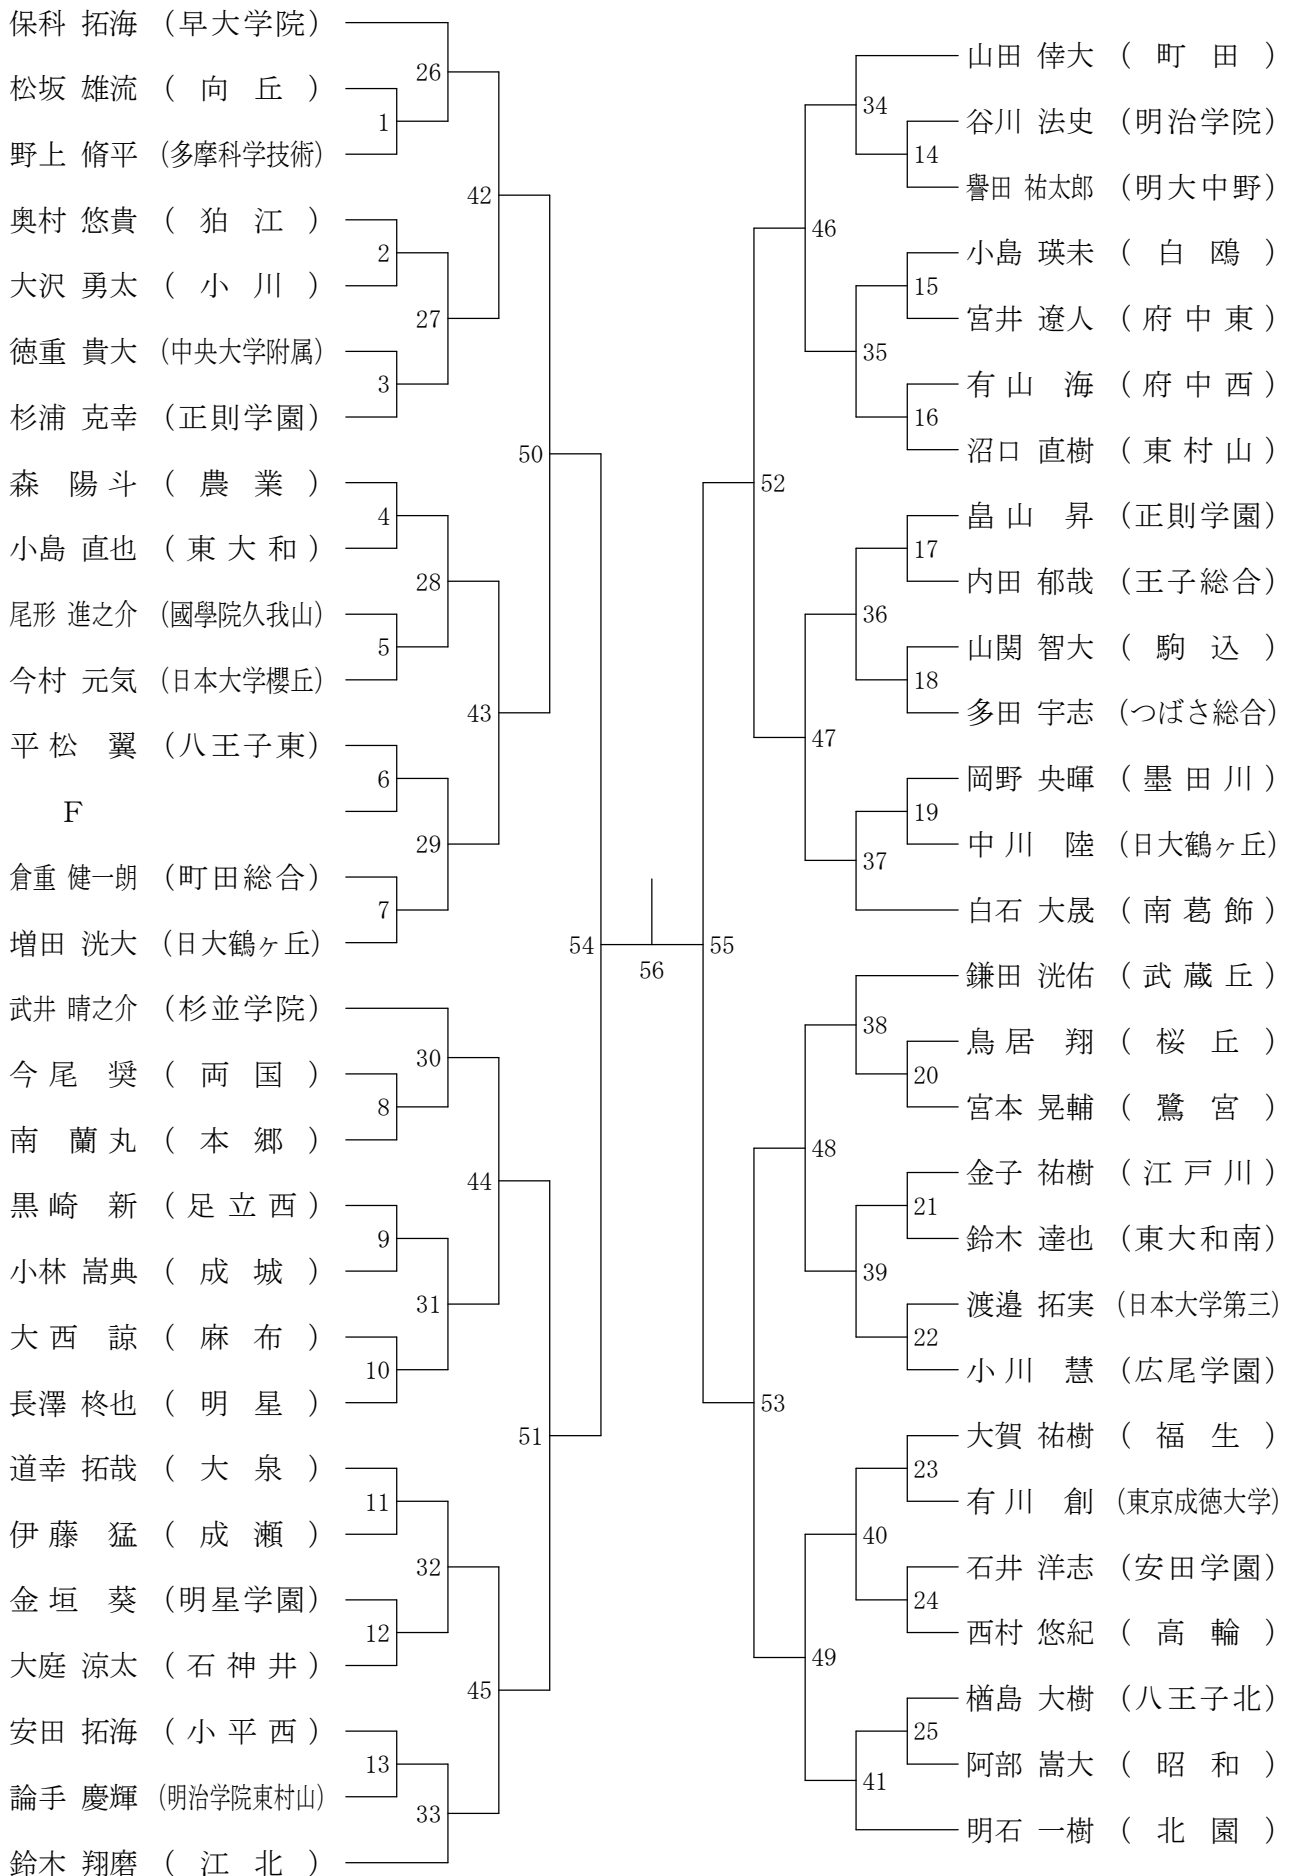 保科 拓海 (早大学院)
松坂 雄流 ( 向 丘 )
野上 脩平 (多摩科学技術)
奥村 悠貴 ( 狛 江 )
大沢 勇太 ( 小 川 )
徳重 貴大 (中央大学附属)
杉浦 克幸 (正則学園)
森 陽斗 ( 農 業 )
小島 直也 ( 東 大 和 )
尾形 進之介 (國學院久我山)
今村 元気 (日本大学櫻丘)
平松 翼 (八王子東)
F
倉重 健一朗 (町田総合)
増田 洸大 (日大鶴ヶ丘)
武井 晴之介 (杉並学院)
今尾 奨 ( 両 国 )
南 蘭丸 ( 本 郷 )
黒崎 新 ( 足 立 西 )
小林 嵩典 ( 成 城 )
大西 諒 ( 麻 布 )
長澤 柊也 ( 明 星 )
道幸 拓哉 ( 大 泉 )
伊藤 猛 ( 成 瀬 )
金垣 葵 (明星学園)
大庭 涼太 ( 石 神 井 )
安田 拓海 ( 小 平 西 )
論手 慶輝 (明治学院東村山)
鈴木 翔磨 ( 江 北 )
26
1
42
2
27
3
50
4
28
5
43
6
29
7
54
30
8
44
9
31
10
51
11
32
12
45
13
33
56
34
14
46
15
35
16
52
17
36
18
47
19
37
55
38
20
48
21
39
22
53
23
40
24
49
25
41
山田 倖大 ( 町 田 )
谷川 法史 (明治学院)
譽田 祐太郎 (明大中野)
小島 瑛未 ( 白 鴎 )
宮井 遼人 ( 府 中 東 )
有山 海 ( 府 中 西 )
沼口 直樹 ( 東 村 山 )
畠山 昇 (正則学園)
内田 郁哉 (王子総合)
山関 智大 ( 駒 込 )
多田 宇志 (つばさ総合)
岡野 央暉 ( 墨 田 川 )
中川 陸 (日大鶴ヶ丘)
白石 大晟 ( 南 葛 飾 )
鎌田 洸佑 ( 武 蔵 丘 )
鳥居 翔 ( 桜 丘 )
宮本 晃輔 ( 鷺 宮 )
金子 祐樹 ( 江 戸 川 )
鈴木 達也 (東大和南)
渡邉 拓実 (日本大学第三)
小川 慧 (広尾学園)
大賀 祐樹 ( 福 生 )
有川 創 (東京成徳大学)
石井 洋志 (安田学園)
西村 悠紀 ( 高 輪 )
楢島 大樹 (八王子北)
阿部 嵩大 ( 昭 和 )
明石 一樹 ( 北 園 )